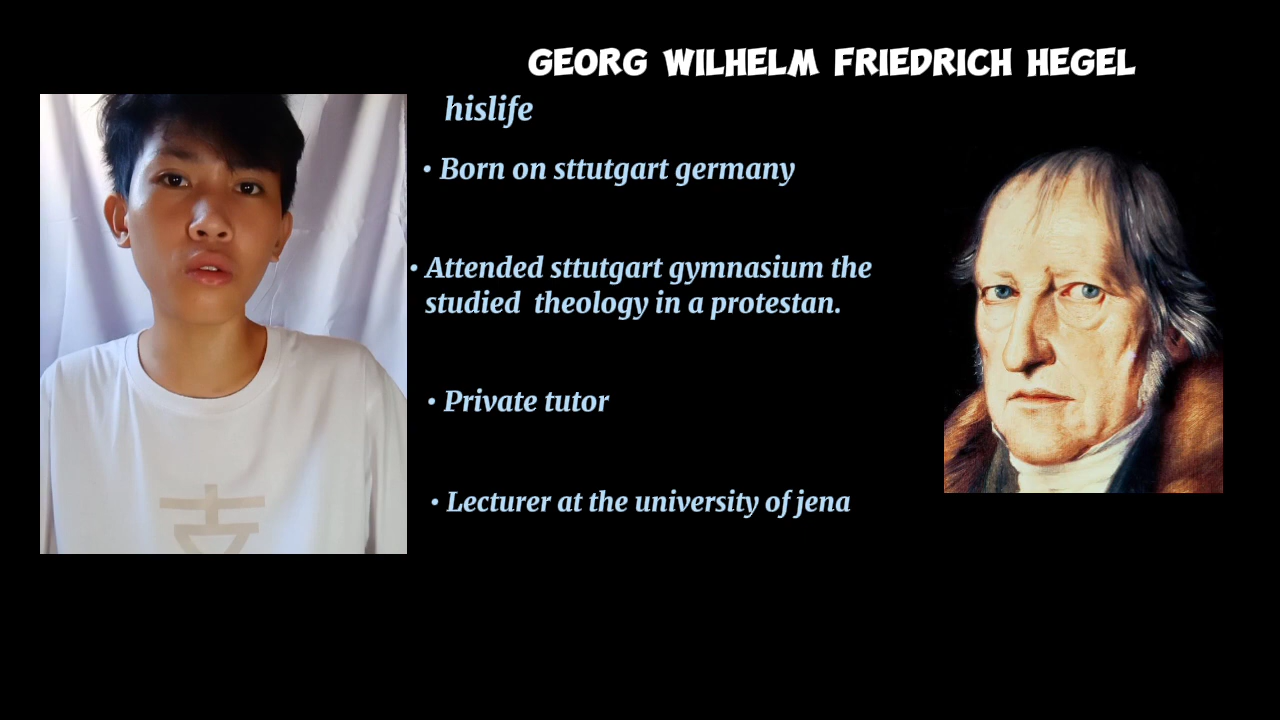 GEORG WILHELM FRIEDRICH HEGEL
hislife
• Born on sttutgart germany
• Attended sttutgart gymnasium the
studied theology in a protestan.
• Private tutor
• Lecturer at the university of jena